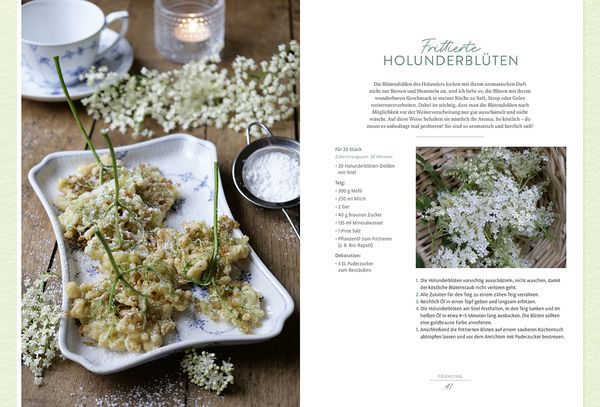 Frittierte
HOLUNDERBLÜTEN
Die Blütendolden des Holunders locken mit ihrem aromatischen Duft
nicht nur Bienen und Hummeln an, und ich liebe es, die Blüten mit ihrem
wunderbaren Geschmack in meiner Küche zu Saft, Sirup oder Gelee
weiterzuverarbeiten. Dabei ist wichtig, dass man die Blütendolden nach
Möglichkeit vor der Weiterverarbeitung nur gut ausschüttelt und nicht
wäscht. Auf diese Weise behalten sie nämlich ihr Aroma. So köstlich – du
musst es unbedingt mal probieren! Sie sind so aromatisch und herrlich süß!
Für 20 Stück
Zubereitungszeit: 30 Minuten
• 20 Holunderblüten-Dolden
mit Stiel
Teig:
• 300 g Mehl
• 250 ml Milch
• 2 Eier
• 40 g braunen Zucker
• 125 ml Mineralwasser
• 1 Prise Salz
• Pflanzenöl zum Frittieren
(z. B. Bio-Rapsöl)
Dekoration:
• 3 EL Puderzucker
zum Bestäuben
1. Die Holunderblüten vorsichtig ausschütteln, nicht waschen, damit
der köstliche Blütenstaub nicht verloren geht.
2. Alle Zutaten für den Teig zu einem zähen Teig verrühren.
3. Reichlich Öl in einen Topf geben und langsam erhitzen.
4. Die Holunderblüten am Stiel festhalten, in den Teig tunken und im
heißen Öl in etwa 4–5 Minuten lang ausbacken. Die Blüten sollten
eine goldbraune Farbe annehmen.
5. Anschließend die frittierten Blüten auf einem sauberen Küchentuch
abtropfen lassen und vor dem Anrichten mit Puderzucker bestreuen.
FRÜHLING
41